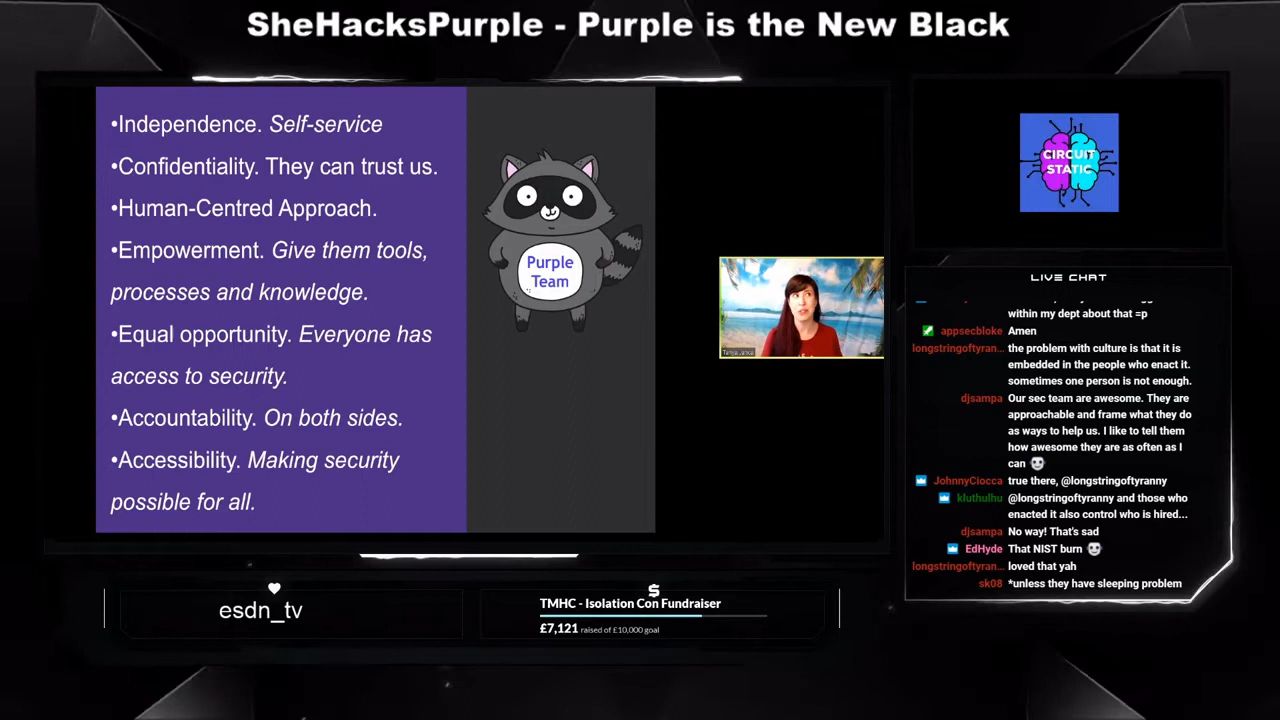 SheHacksPurple - Purple is the New Black
•Independence. Self-service
•Confidentiality. They can trust us.
•Human-Centred Approach.
•Empowerment. Give them tools,
processes and knowledge.
•Equal opportunity. Everyone has
access to security.
•Accountability. On both sides.
•Accessibility. Making security
possible for all.
Purple
Team
CIRCUIT
STATIC
LIVE CHAT
within my dept about that =p
appsecbloke Amen
longstringoftyran... the problem with culture is that it is
embedded in the people who enact it.
sometimes one person is not enough.
djsampa Our sec team are awesome. They are
approachable and frame what they do
as ways to help us. I like to tell them
how awesome they are as often as I
can
JohnnyCiocca true there, @longstringoftyranny
kluthulhu @longstringoftyranny and those who
enacted it also control who is hired...
djsampa No way! That's sad
EdHyde That NIST burn
longstringoftyran... loved that yah
sk08 *unless they have sleeping problem
esdn_tv
$
TMHC - Isolation Con Fundraiser
£7,121 raised of £10,000 goal